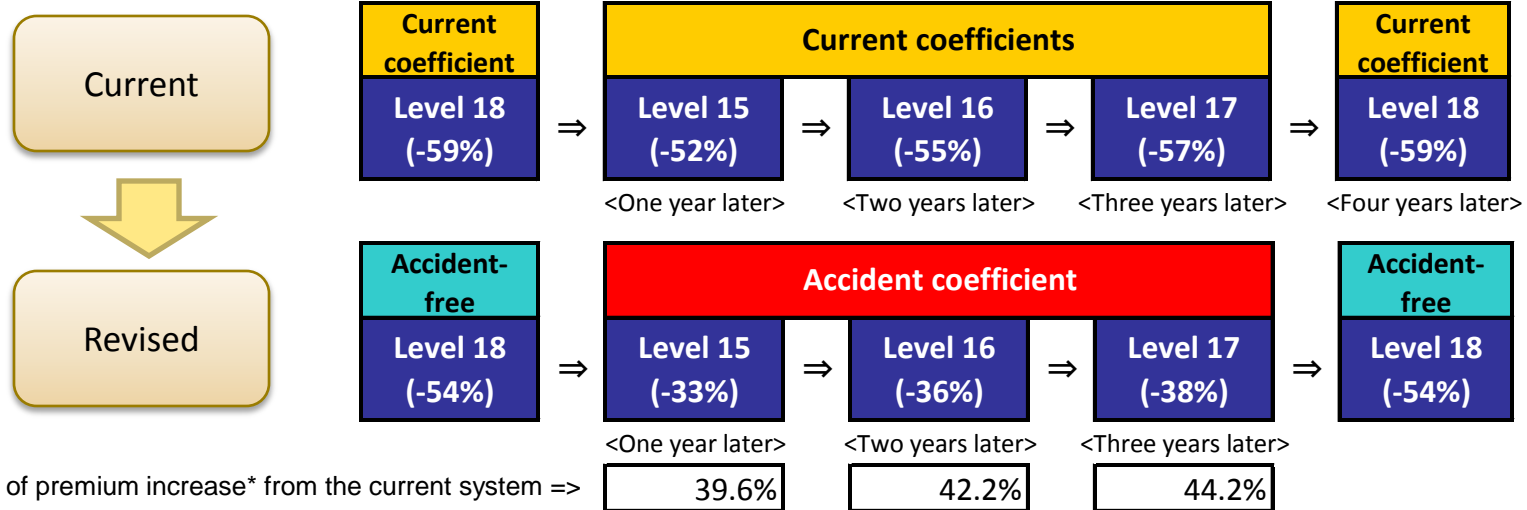 Current
Current coefficient
Current coefficients
Current coefficient
Level 18 (-59%) ⇒ Level 15 (-52%) ⇒ Level 16 (-55%) ⇒ Level 17 (-57%) ⇒ Level 18 (-59%)
<One year later> <Two years later> <Three years later> <Four years later>
Revised
Accident-free
Accident coefficient
Accident-free
Level 18 (-54%) ⇒ Level 15 (-33%) ⇒ Level 16 (-36%) ⇒ Level 17 (-38%) ⇒ Level 18 (-54%)
<One year later> <Two years later> <Three years later>
of premium increase* from the current system => 39.6% 42.2% 44.2%